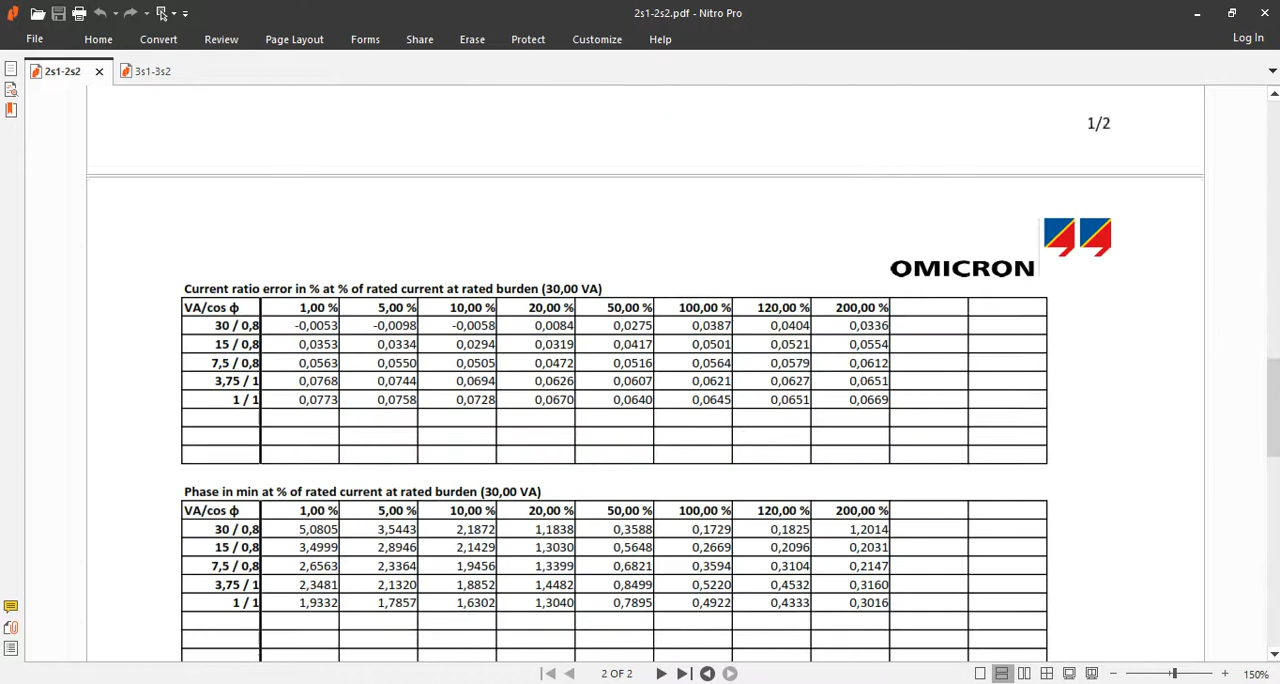 2s1-2s2.pdf - Nitro Pro
File Home Convert Review Page Layout Forms Share Erase Protect Customize Help Log In
2s1-2s2 3s1-3s2
1/2
OMICRON
Current ratio error in % at % of rated current at rated burden (30,00 VA)
VA/cos ϕ 1,00 % 5,00 % 10,00 % 20,00 % 50,00 % 100,00 % 120,00 % 200,00 %
30 / 0,8 -0,0053 -0,0098 -0,0058 0,0084 0,0275 0,0387 0,0404 0,0336
15 / 0,8 0,0353 0,0334 0,0294 0,0319 0,0417 0,0501 0,0521 0,0554
7,5 / 0,8 0,0563 0,0550 0,0505 0,0472 0,0516 0,0564 0,0579 0,0612
3,75 / 1 0,0768 0,0744 0,0694 0,0626 0,0607 0,0621 0,0627 0,0651
1 / 1 0,0773 0,0758 0,0728 0,0670 0,0640 0,0645 0,0651 0,0669
Phase in min at % of rated current at rated burden (30,00 VA)
VA/cos ϕ 1,00 % 5,00 % 10,00 % 20,00 % 50,00 % 100,00 % 120,00 % 200,00 %
30 / 0,8 5,0805 3,5443 2,1872 1,1838 0,3588 0,1729 0,1825 1,2014
15 / 0,8 3,4999 2,8946 2,1429 1,3030 0,5648 0,2669 0,2096 0,2031
7,5 / 0,8 2,6563 2,3364 1,9456 1,3399 0,6821 0,3594 0,3104 0,2147
3,75 / 1 2,3481 2,1320 1,8852 1,4482 0,8499 0,5220 0,4532 0,3160
1 / 1 1,9332 1,7857 1,6302 1,3040 0,7895 0,4922 0,4333 0,3016
2 OF 2 150%